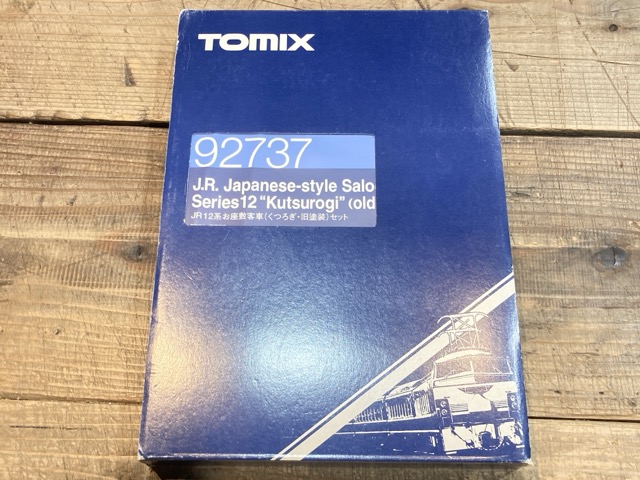 TOMIX
92737
J.R. Japanese-style Salo
Series12 “Kutsurogi” (old
JR12系お座敷客車(くつろぎ・旧塗装)セット